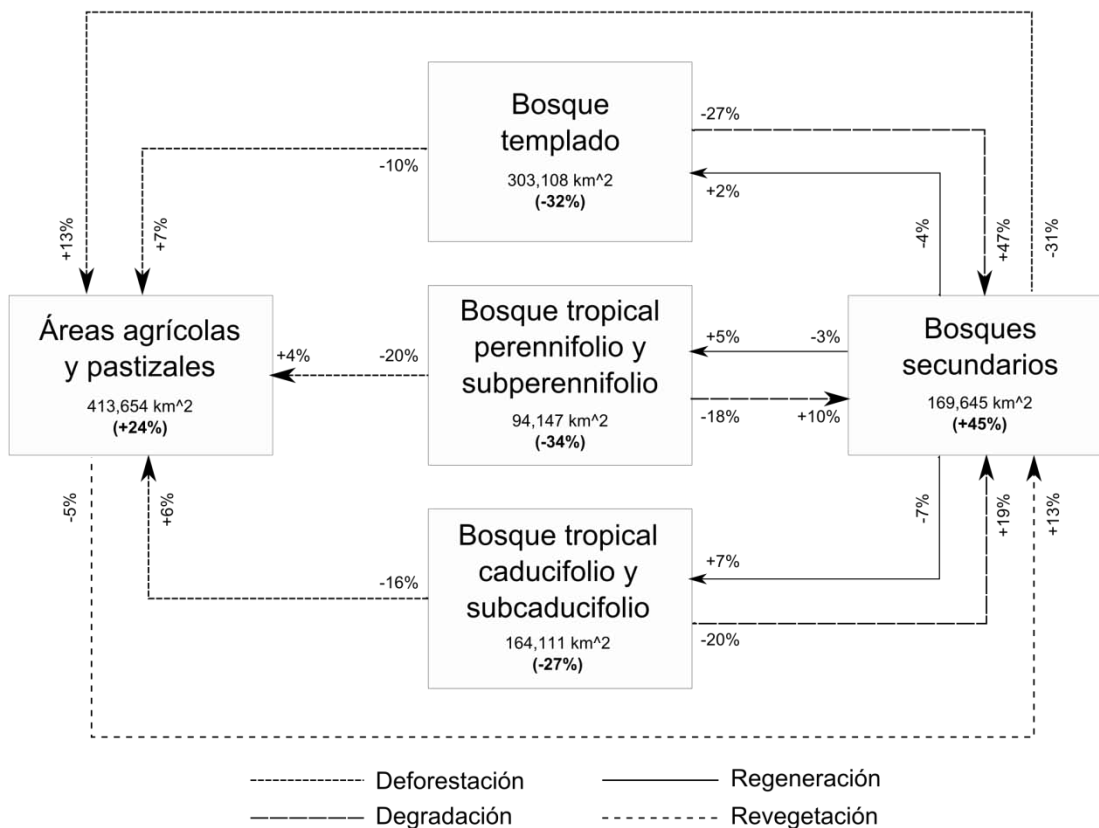 Bosque
templado
303,108 km^2
(-32%)
-27%
-10%
+2%
+13%
+7%
-4%
+47%
-31%
Áreas agrícolas
y pastizales
413,654 km^2
(+24%)
Bosque tropical
perennifolio y
subperennifolio
94,147 km^2
(-34%)
Bosques
secundarios
169,645 km^2
(+45%)
+4%
-20%
+5%
-3%
-18%
+10%
-5%
+6%
-16%
Bosque tropical
caducifolio y
subcaducifolio
164,111 km^2
(-27%)
+7%
-20%
-7%
+19%
+13%
Deforestación
Regeneración
Degradación
Revegetación